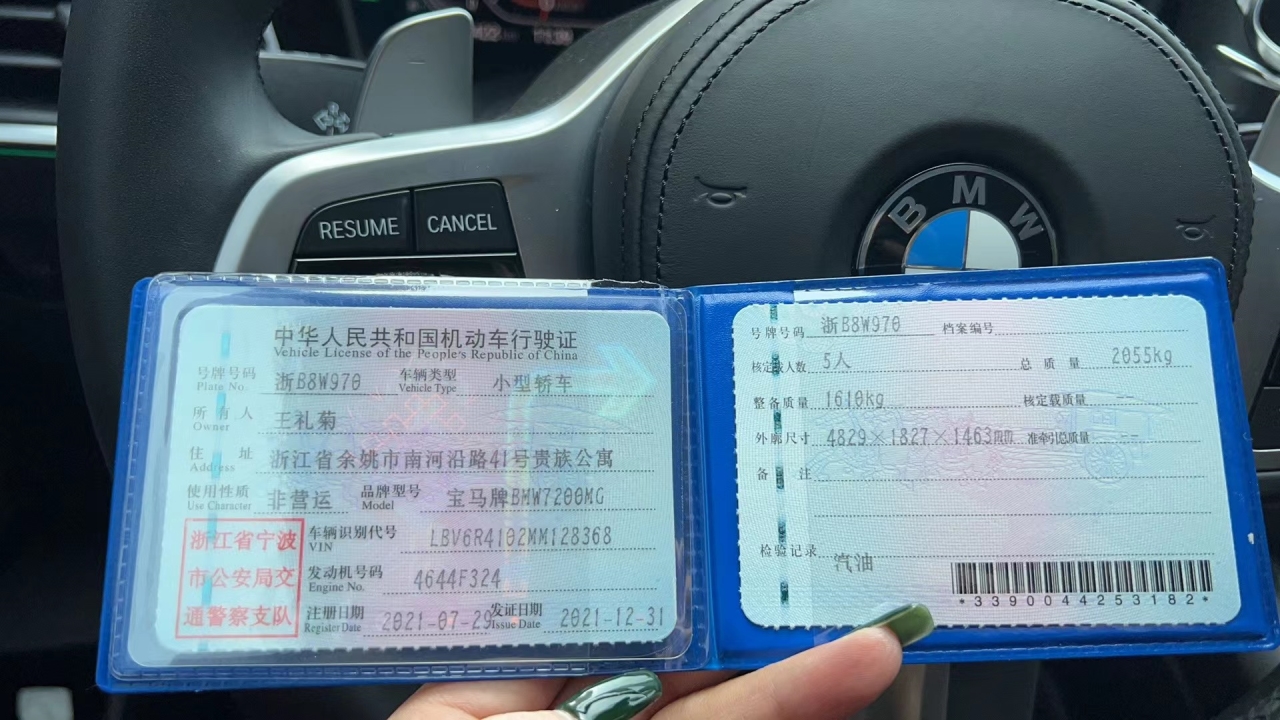 RESUME CANCEL
BMW
中华人民共和国机动车行驶证
Vehicle License of the People's Republic of China
号牌号码 浙B8W970 车辆类型 小型轿车
Plate No. Vehicle Type
所有人 王礼菊
Owner
住址 浙江省余姚市南河沿路41号贵族公寓
Address
使用性质 非营运 品牌型号 宝马牌BMW7200MG
Use Character Model
浙江省宁波
市公安局交
通警察支队
车辆识别代号 LBV6R4102MM128368
VIN
发动机号码 4644F324
Engine No.
注册日期 2021-07-29 发证日期 2021-12-31
Register Date Issue Date
号牌号码 浙B8W970 档案编号
核定载人数 5人 总质量 2055kg
整备质量 1610kg 核定载质量 --
外廓尺寸 4829×1827×1463mm 准牵引总质量 --
备注
检验记录 汽油
*3390044253182*